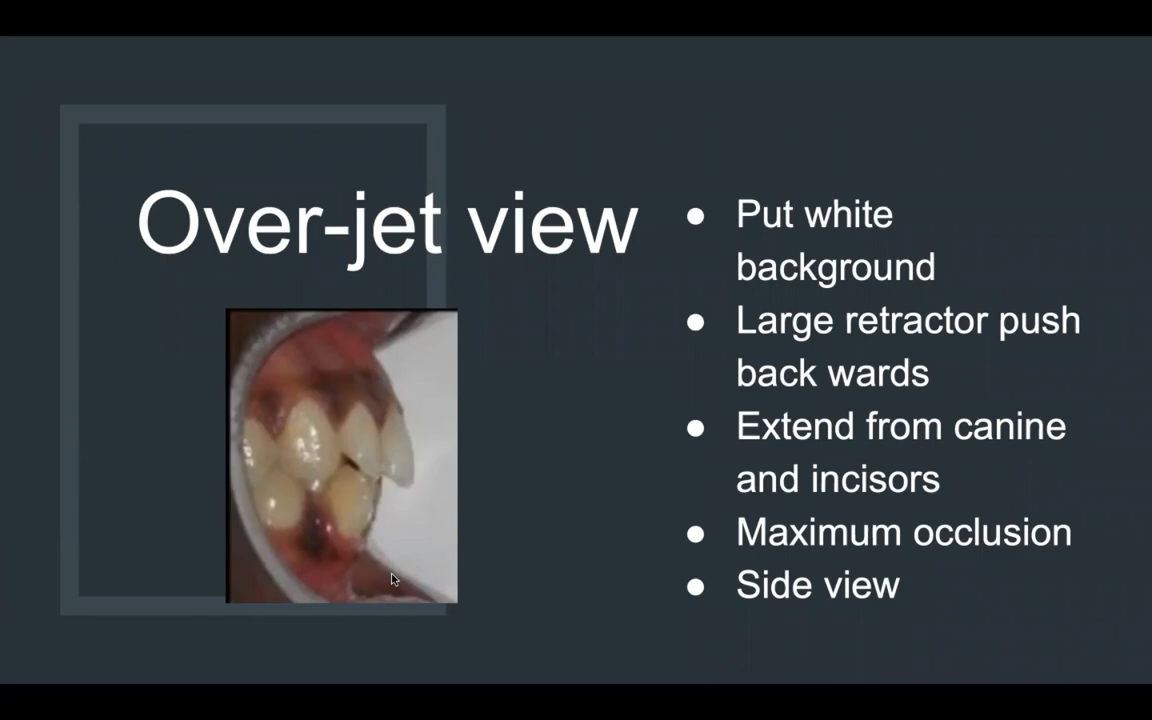 Over-jet view
● Put white
background
● Large retractor push
back wards
● Extend from canine
and incisors
● Maximum occlusion
● Side view